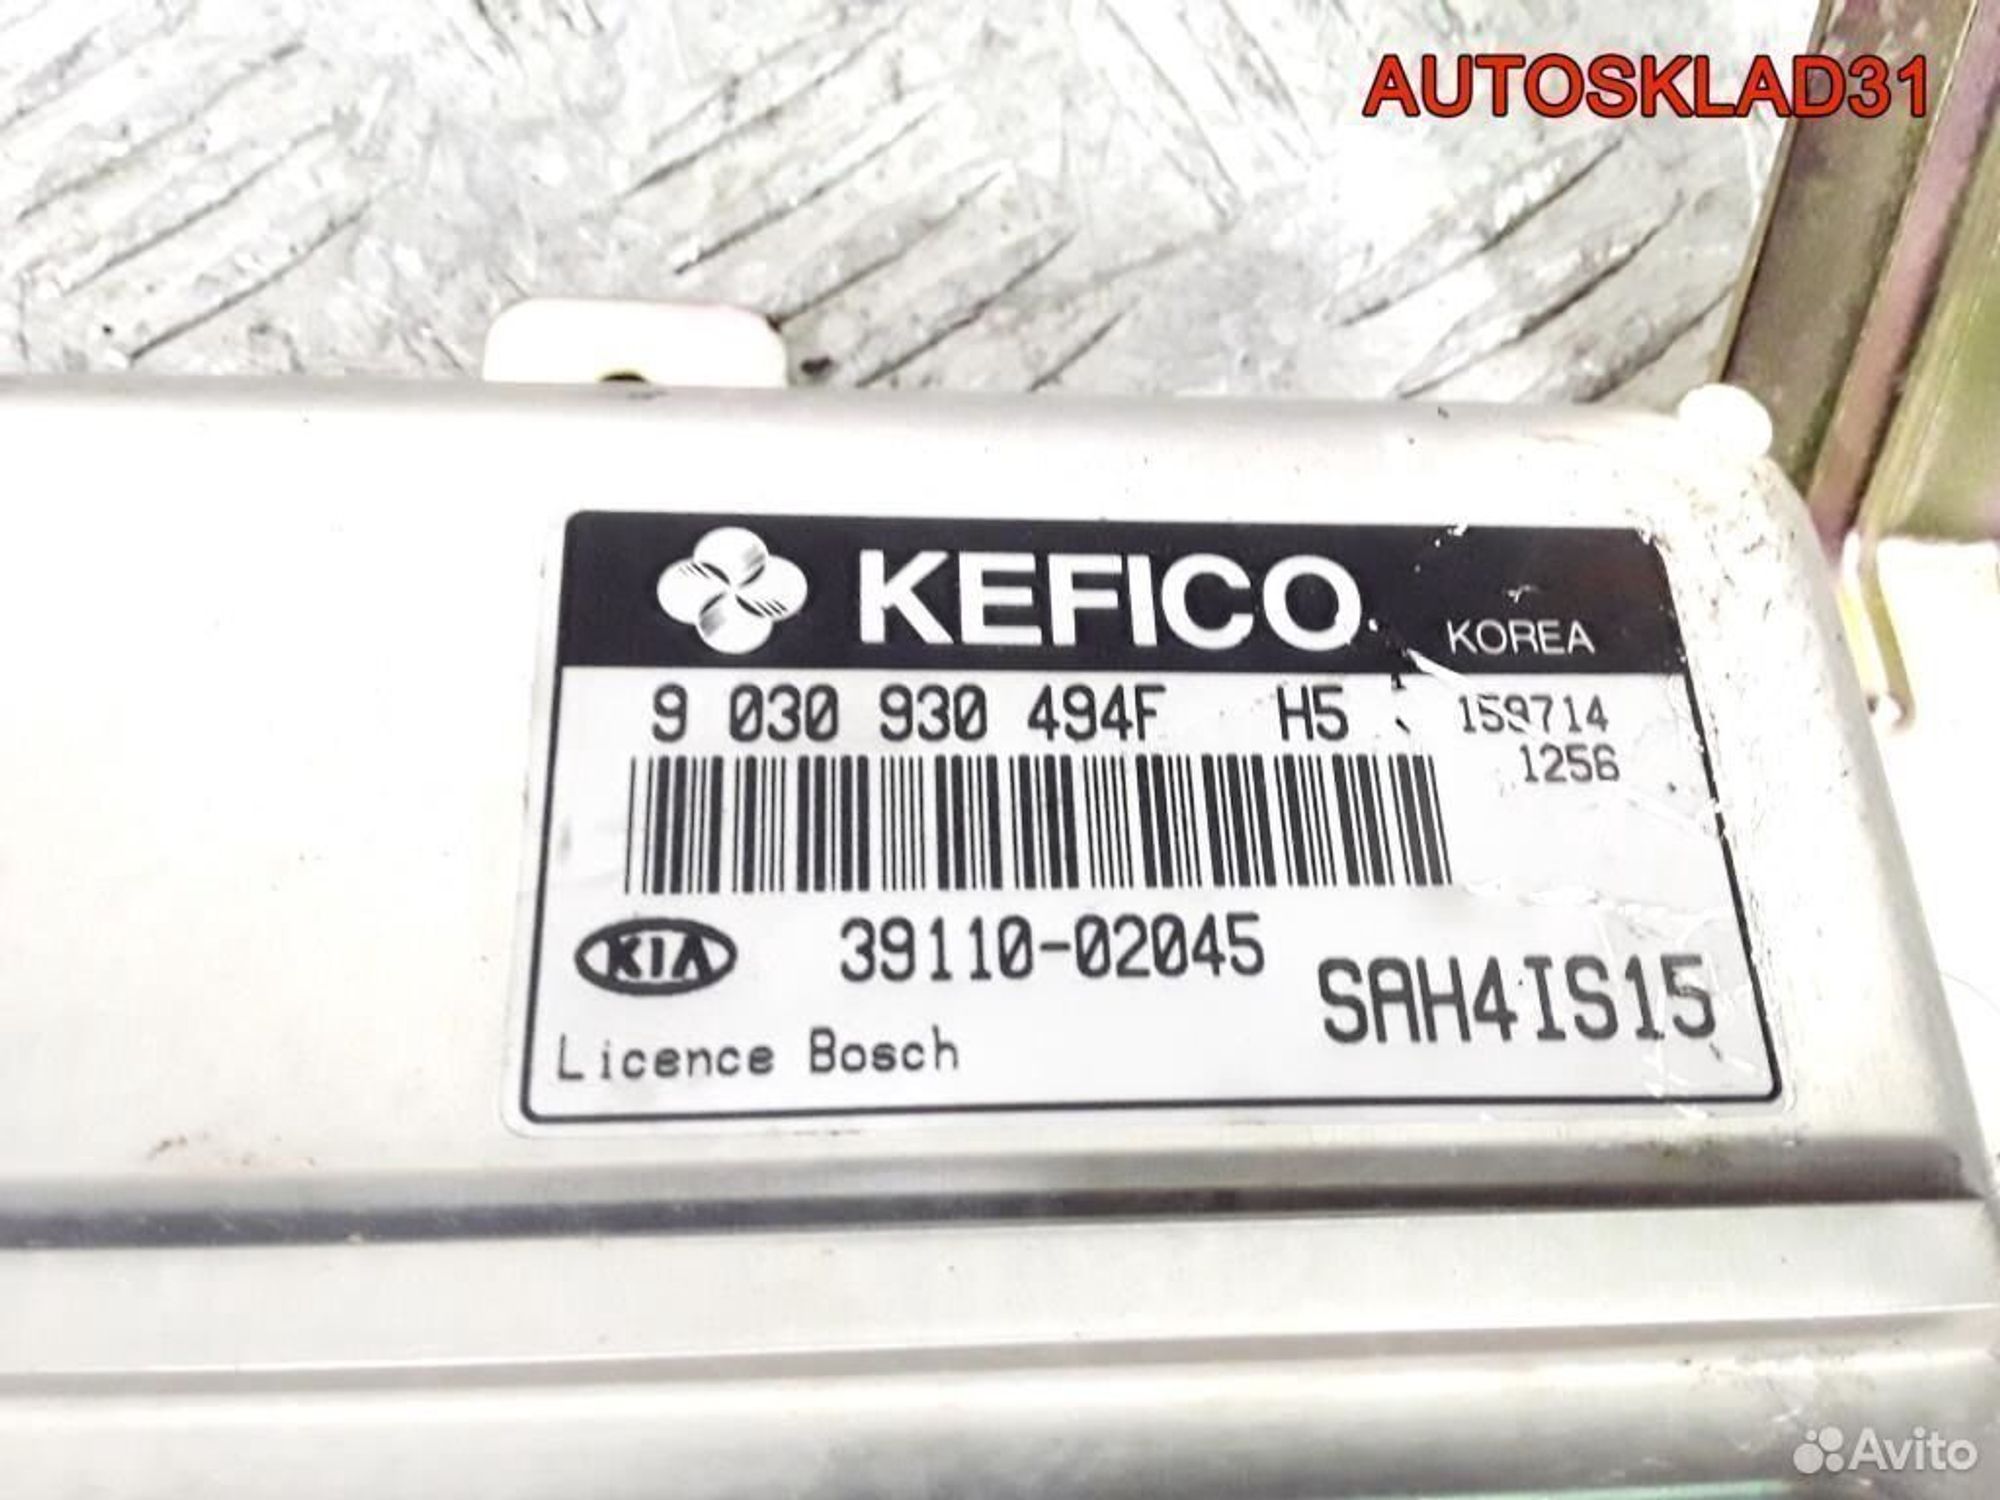 AUTOSKLAD31
KEFICO KOREA
9 030 930 494F H5 159714
1256
KIA 39110-02045 SAH4IS15
Licence Bosch
Avito